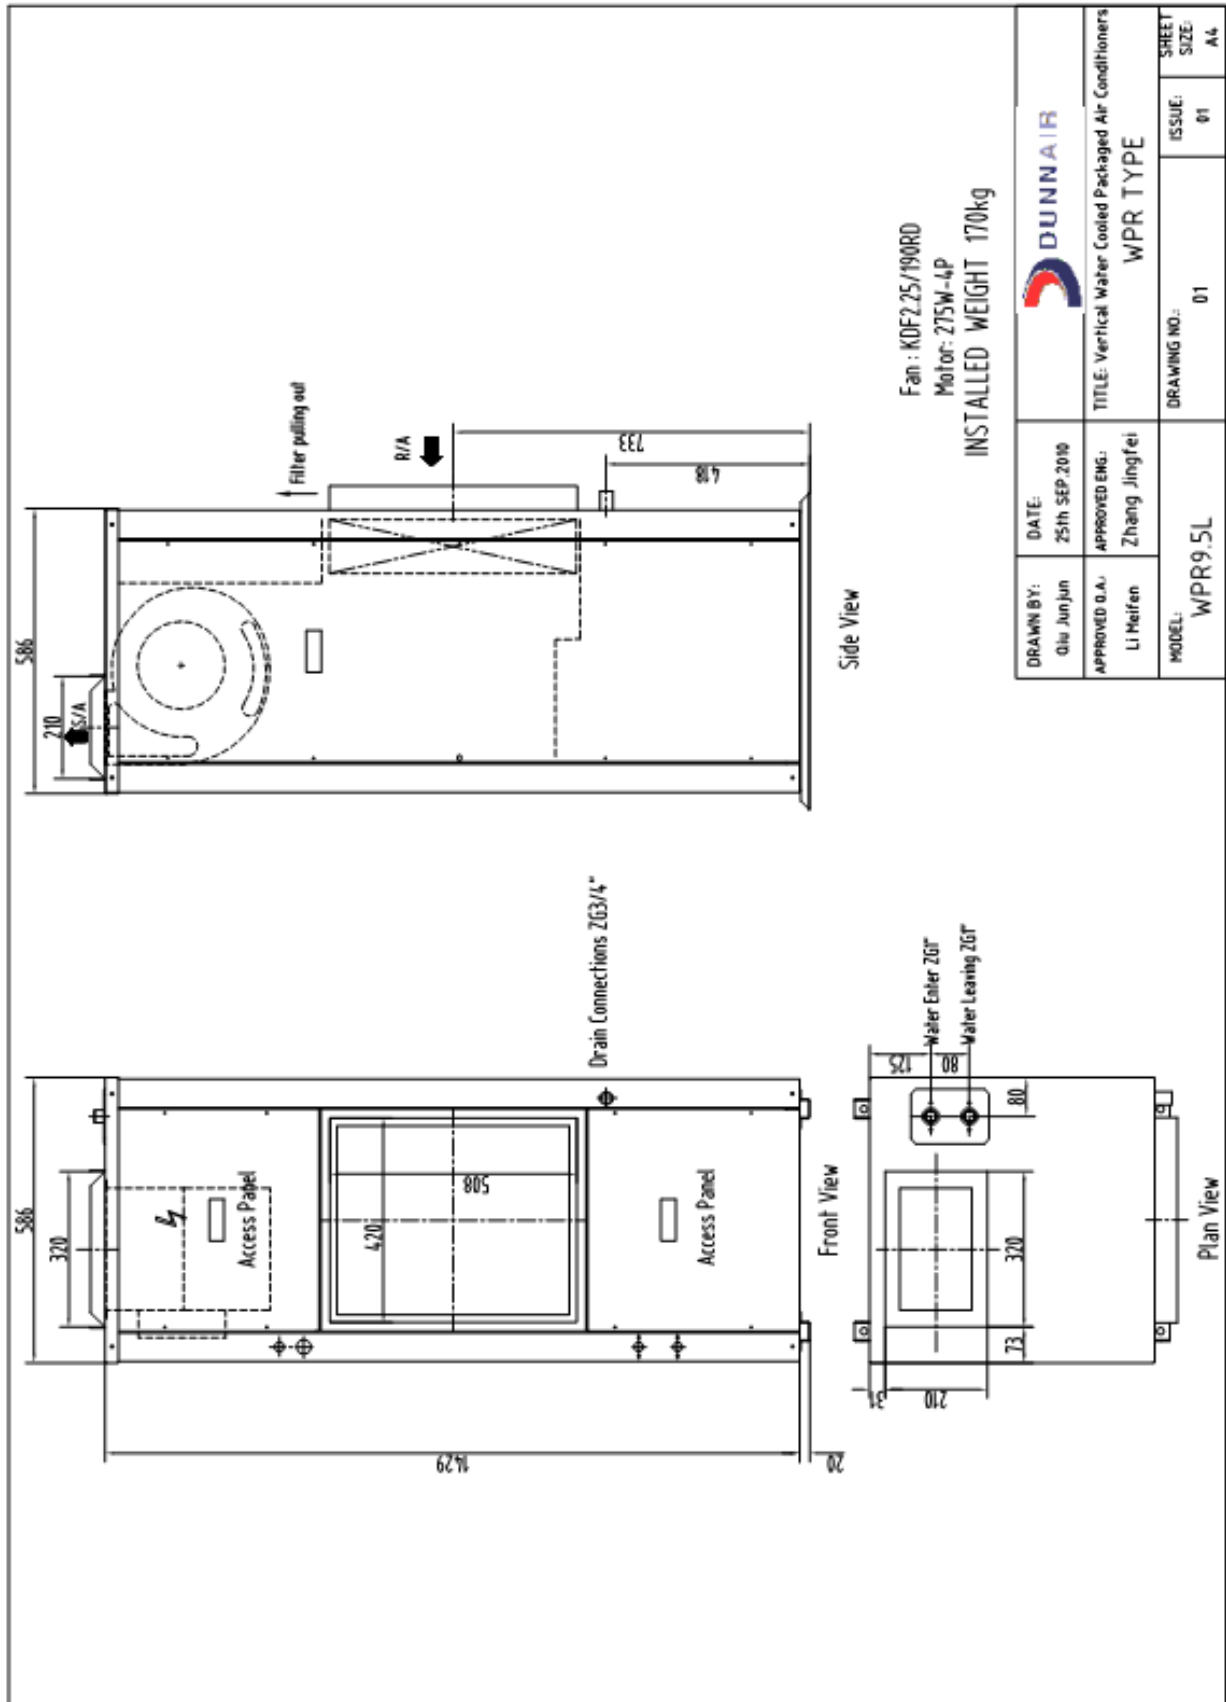 586
320
Access Panel
420
508
Access Panel
Drain Connections ZG3/4"
1429
20
Front View
586
210
S/A
Filter pulling out
R/A
733
418
Side View
125
80
80
Water Enter ZG1"
Water Leaving ZG1"
320
73
31
210
Plan View
Fan : KDF2.25/190RD
Motor: 275W-4P
INSTALLED WEIGHT 170kg
DRAWN BY:
Qiu Junjun
DATE:
25th SEP.2010
DUNNAIR
APPROVED Q.A.:
Li Meifen
APPROVED ENG.:
Zhang Jingfei
TITLE: Vertical Water Cooled Packaged Air Conditioners
WPR TYPE
MODEL:
WPR9.5L
DRAWING NO.:
01
ISSUE:
01
SHEET
SIZE:
A4